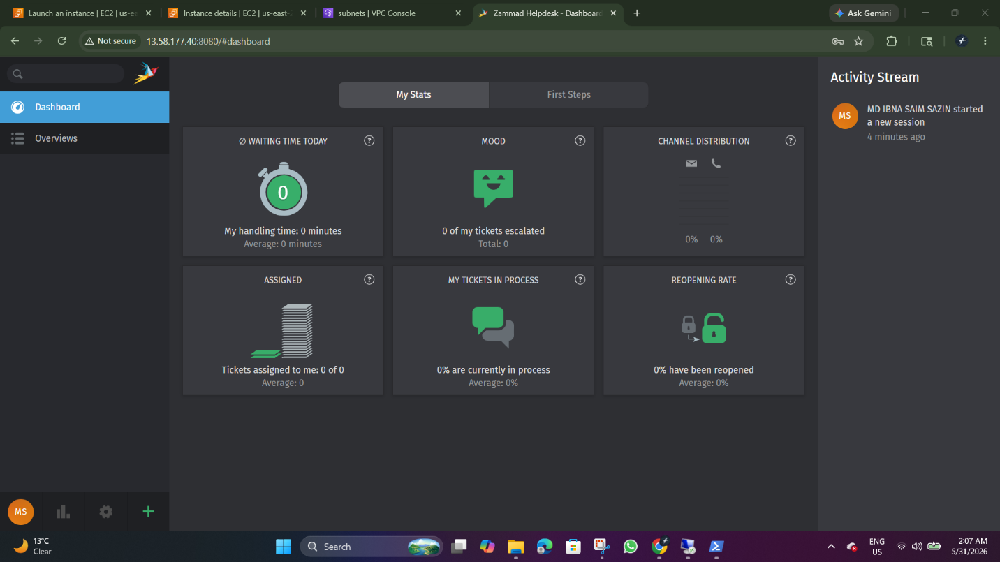 Launch an instance | EC2 | us-ea
Instance details | EC2 | us-east-
subnets | VPC Console
Zammad Helpdesk - Dashboard
Ask Gemini
Not secure
13.58.177.40:8080/#dashboard
Dashboard
Overviews
My Stats
First Steps
Ø WAITING TIME TODAY
?
0
My handling time: 0 minutes
Average: 0 minutes
MOOD
?
0 of my tickets escalated
Total: 0
CHANNEL DISTRIBUTION
?
0% 0%
ASSIGNED
?
Tickets assigned to me: 0 of 0
Average: 0
MY TICKETS IN PROCESS
?
0% are currently in process
Average: 0%
REOPENING RATE
?
0% have been reopened
Average: 0%
Activity Stream
MS
MD IBNA SAIM SAZIN started
a new session
4 minutes ago
MS
13°C
Clear
Search
ENG
US
2:07 AM
5/31/2026